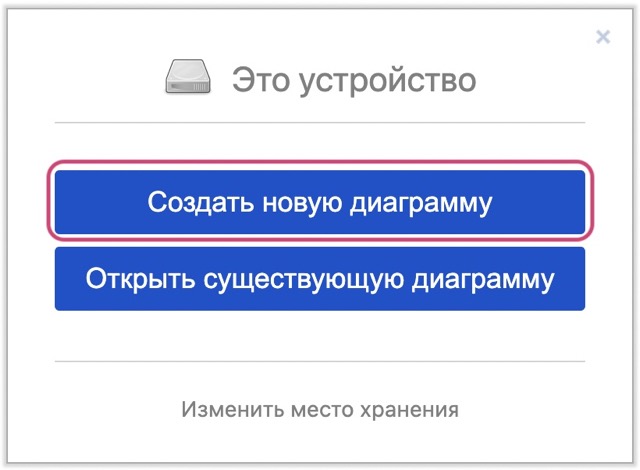 Это устройство
Создать новую диаграмму
Открыть существующую диаграмму
Изменить место хранения